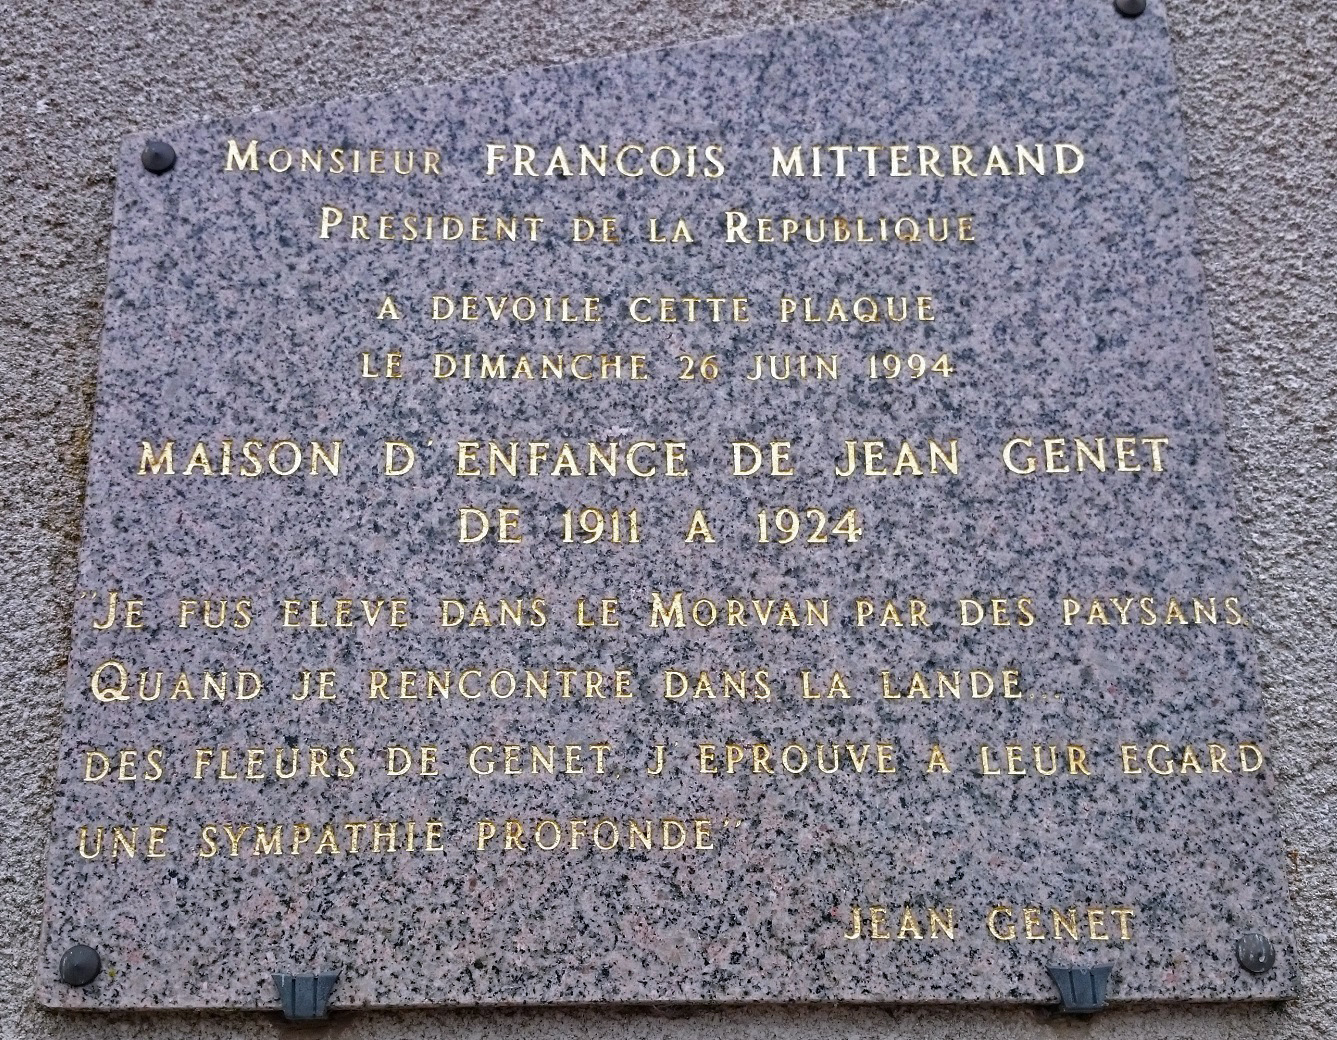 MONSIEUR FRANCOIS MITTERRAND
PRESIDENT DE LA REPUBLIQUE
A DEVOILE CETTE PLAQUE
LE DIMANCHE 26 JUIN 1994
MAISON D'ENFANCE DE JEAN GENET
DE 1911 A 1924
"JE FUS ELEVE DANS LE MORVAN PAR DES PAYSANS.
QUAND JE RENCONTRE DANS LA LANDE...
DES FLEURS DE GENET, J'EPROUVE A LEUR EGARD
UNE SYMPATHIE PROFONDE"
JEAN GENET